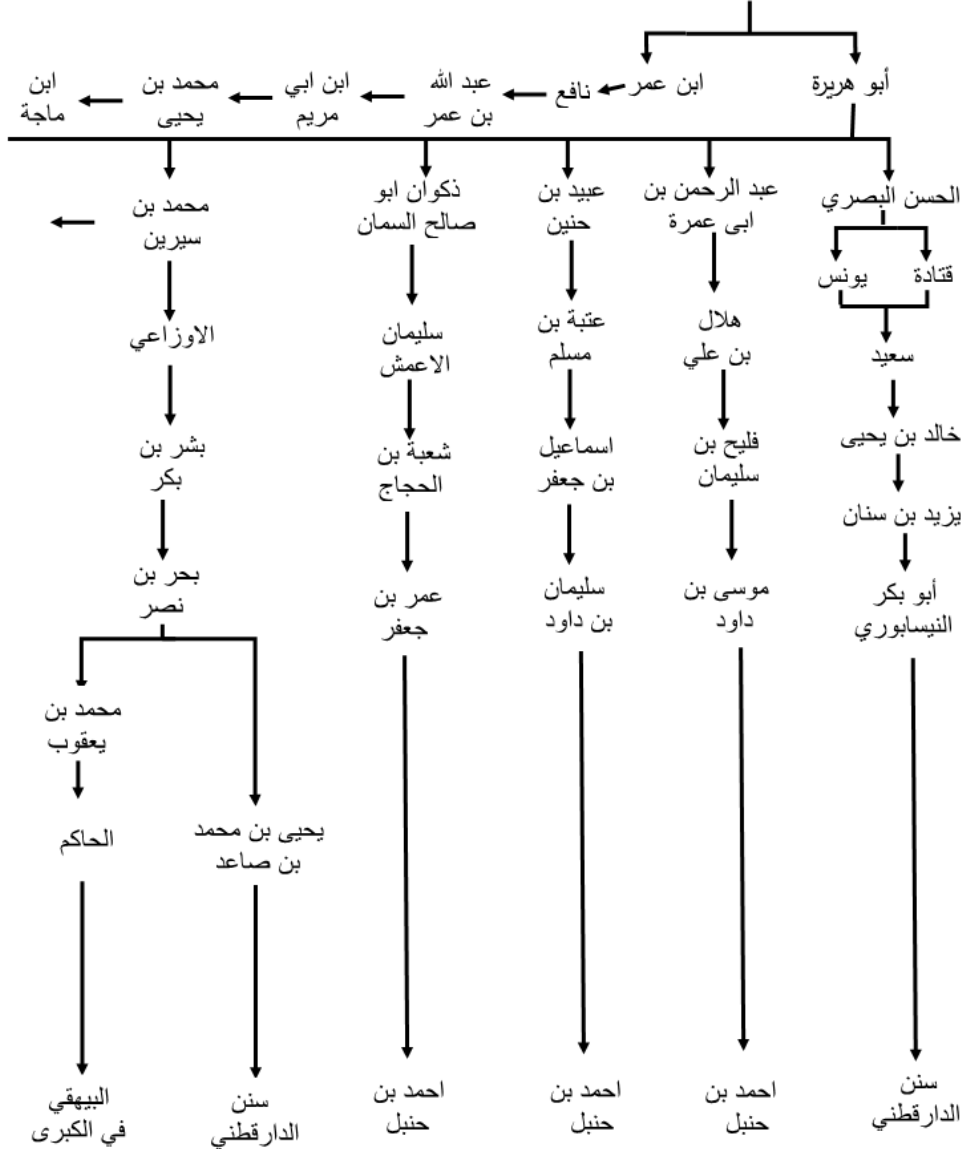 أبو هريرة
ابن عمر
نافع
عبد الله
بن عمر
ابن ابي
مريم
محمد بن
يحيى
ابن
ماجة
الحسن البصري
عبد الرحمن بن
ابى عمرة
عبيد بن
حنين
ذكوان ابو
صالح السمان
محمد بن
سيرين
قتادة
يونس
هلال
بن علي
عتبة بن
مسلم
سليمان
الاعمش
الاوزاعي
سعيد
خالد بن يحيى
فليح بن
سليمان
اسماعيل
بن جعفر
شعبة بن
الحجاج
بشر بن
بكر
يزيد بن سنان
أبو بكر
النيسابوري
موسى بن
داود
سليمان
بن داود
عمر بن
جعفر
بحر بن
نصر
محمد بن
يعقوب
يحيى بن محمد
بن صاعد
الحاكم
سنن
الدارقطني
احمد بن
حنبل
احمد بن
حنبل
احمد بن
حنبل
سنن
الدارقطني
البيهقي
في الكبرى